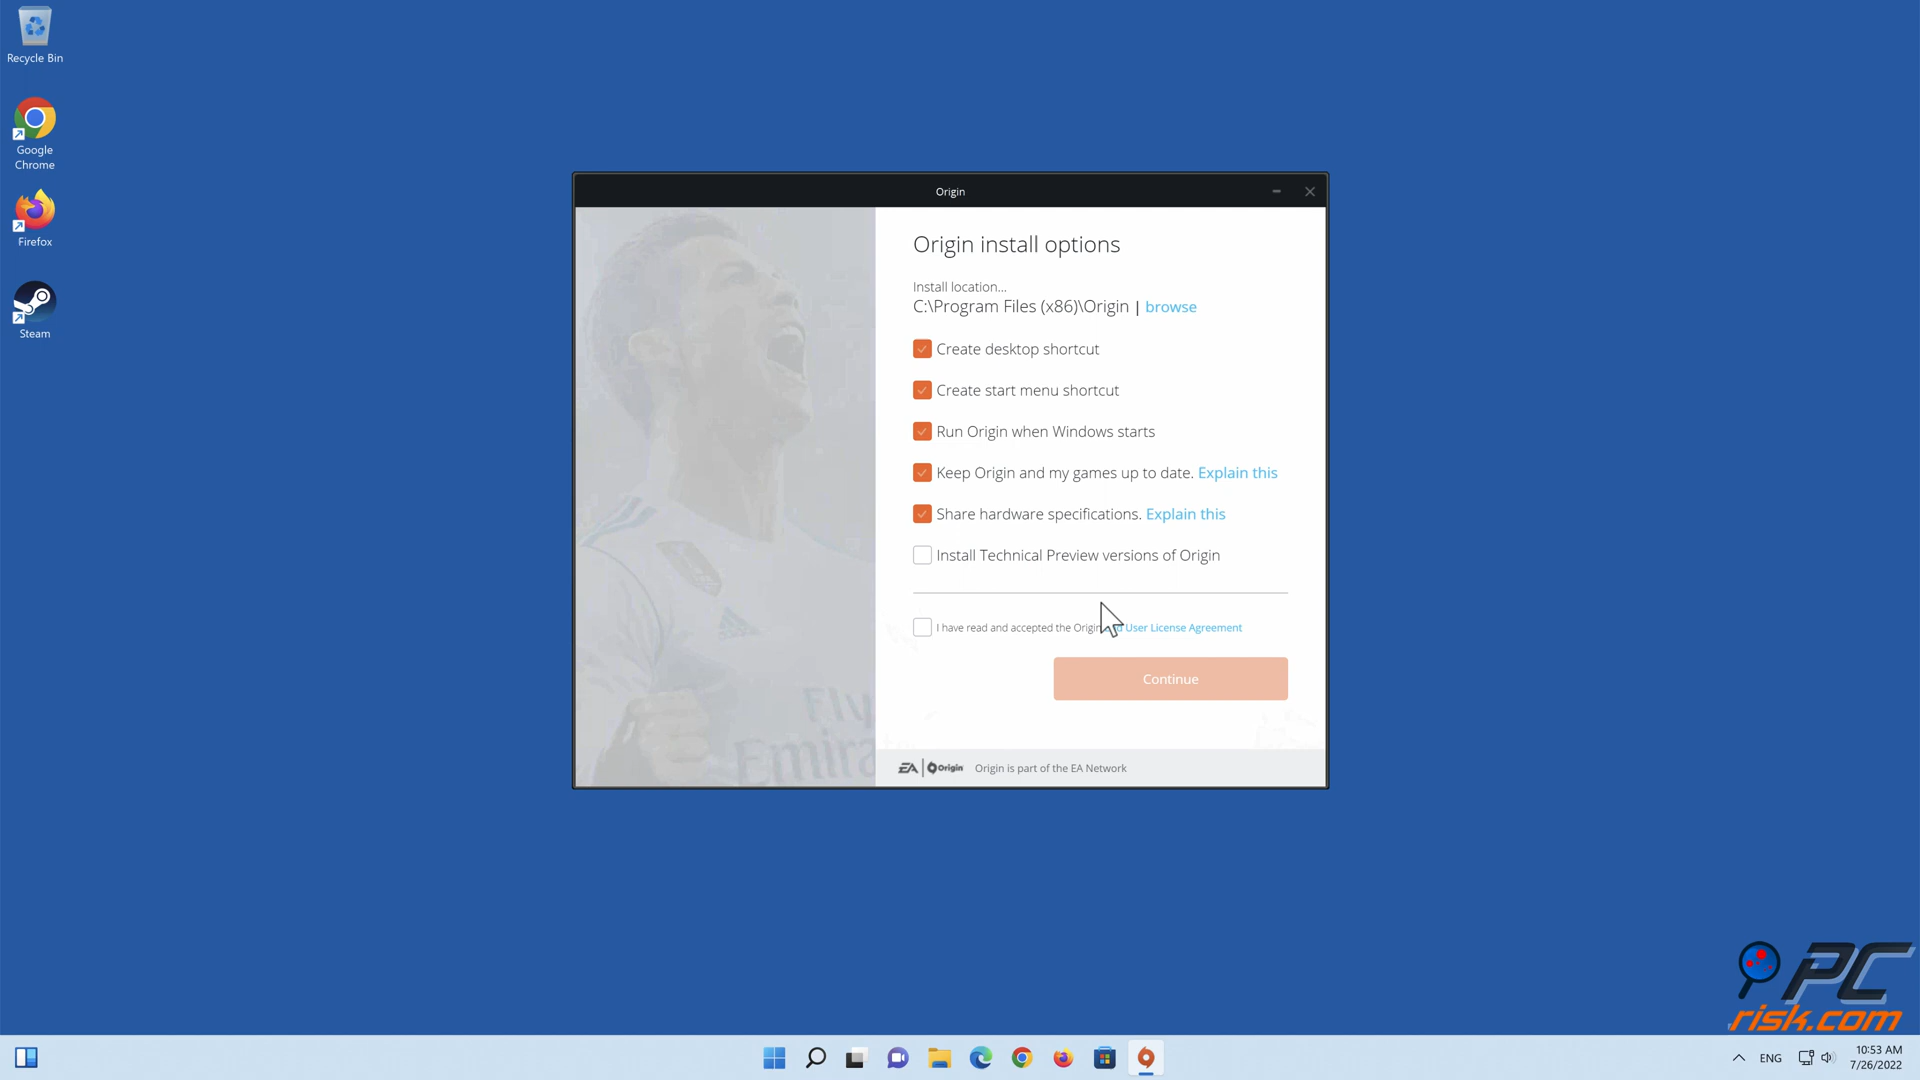 Recycle Bin
Google
Chrome
Firefox
Steam
Origin
Origin install options
Install location...
C:\Program Files (x86)\Origin | browse
Create desktop shortcut
Create start menu shortcut
Run Origin when Windows starts
Keep Origin and my games up to date. Explain this
Share hardware specifications. Explain this
Install Technical Preview versions of Origin
I have read and accepted the Origin User License Agreement
Continue
Fly
Emirates
EA | Origin Origin is part of the EA Network
PC
risk.com
ENG
10:53 AM
7/26/2022